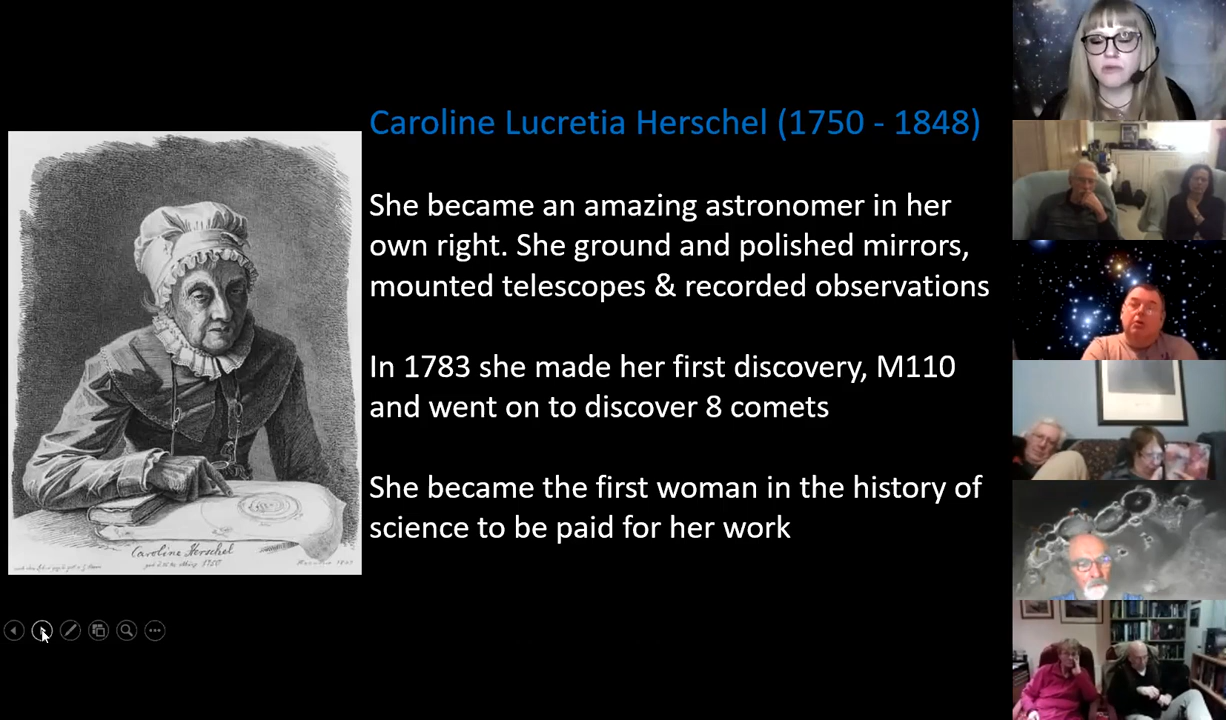 Caroline Lucretia Herschel (1750 - 1848)
She became an amazing astronomer in her
own right. She ground and polished mirrors,
mounted telescopes & recorded observations
In 1783 she made her first discovery, M110
and went on to discover 8 comets
She became the first woman in the history of
science to be paid for her work
Caroline Herschel